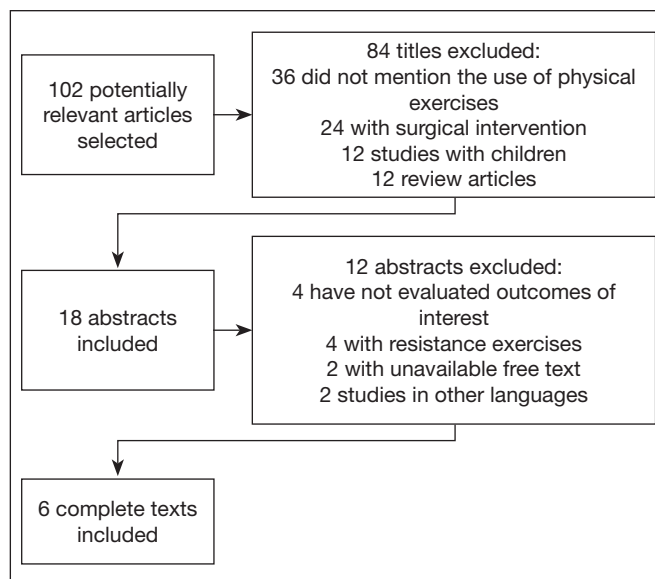 102 potentially
relevant articles
selected
84 titles excluded:
36 did not mention the use of physical
exercises
24 with surgical intervention
12 studies with children
12 review articles
18 abstracts
included
12 abstracts excluded:
4 have not evaluated outcomes of
interest
4 with resistance exercises
2 with unavailable free text
2 studies in other languages
6 complete texts
included